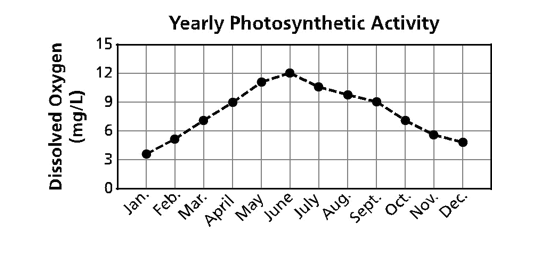 Yearly Photosynthetic Activity
Dissolved Oxygen
(mg/L)
15
12
9
6
3
0
Jan.
Feb.
Mar.
April
May
June
July
Aug.
Sept.
Oct.
Nov.
Dec.